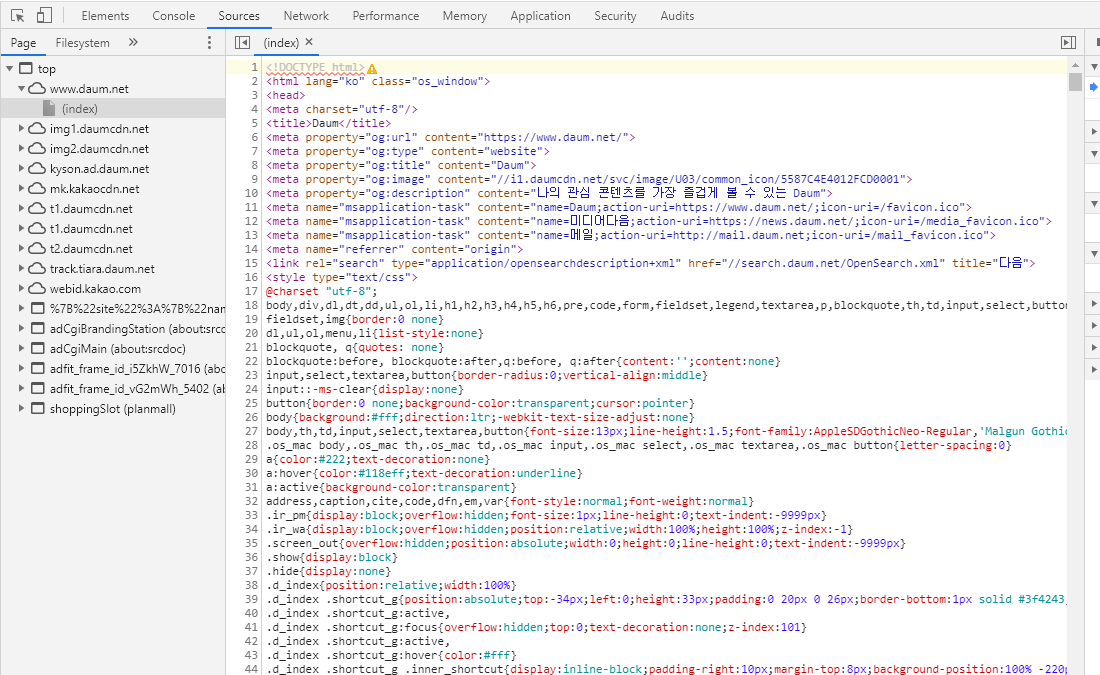 Elements Console Sources Network Performance Memory Application Security Audits
Page Filesystem » (index) ×
top
www.daum.net
(index)
img1.daumcdn.net
img2.daumcdn.net
kyson.ad.daum.net
mk.kakaocdn.net
t1.daumcdn.net
t1.daumcdn.net
t2.daumcdn.net
track.tiara.daum.net
webid.kakao.com
%7B%22site%22%3A%7B%22nan
adCgiBrandingStation (about:srcc
adCgiMain (about:srcdoc)
adfit_frame_id_i5ZkhW_7016 (abo
adfit_frame_id_vG2mWh_5402 (ab
shoppingSlot (planmall)
1 <!DOCTYPE html>
2 <html lang="ko" class="os_window">
3 <head>
4 <meta charset="utf-8"/>
5 <title>Daum</title>
6 <meta property="og:url" content="https://www.daum.net/">
7 <meta property="og:type" content="website">
8 <meta property="og:title" content="Daum">
9 <meta property="og:image" content="//i1.daumcdn.net/svc/image/U03/common_icon/5587C4E4012FCD0001">
10 <meta property="og:description" content="나의 관심 콘텐츠를 가장 즐겁게 볼 수 있는 Daum">
11 <meta name="msapplication-task" content="name=Daum;action-uri=https://www.daum.net/;icon-uri=/favicon.ico">
12 <meta name="msapplication-task" content="name=미디어다음;action-uri=https://news.daum.net/;icon-uri=/media_favicon.ico">
13 <meta name="msapplication-task" content="name=메일;action-uri=http://mail.daum.net;icon-uri=/mail_favicon.ico">
14 <meta name="referrer" content="origin">
15 <link rel="search" type="application/opensearchdescription+xml" href="//search.daum.net/OpenSearch.xml" title="다음">
16 <style type="text/css">
17 @charset "utf-8";
18 body,div,dl,dt,dd,ul,ol,li,h1,h2,h3,h4,h5,h6,pre,code,form,fieldset,legend,textarea,p,blockquote,th,td,input,select,button
19 fieldset,img{border:0 none}
20 dl,ul,ol,menu,li{list-style:none}
21 blockquote, q{quotes: none}
22 blockquote:before, blockquote:after,q:before, q:after{content:'';content:none}
23 input,select,textarea,button{border-radius:0;vertical-align:middle}
24 input::-ms-clear{display:none}
25 button{border:0 none;background-color:transparent;cursor:pointer}
26 body{background:#fff;direction:ltr;-webkit-text-size-adjust:none}
27 body,th,td,input,select,textarea,button{font-size:13px;line-height:1.5;font-family:AppleSDGothicNeo-Regular,'Malgun Gothic
28 .os_mac body,.os_mac th,.os_mac td,.os_mac input,.os_mac select,.os_mac textarea,.os_mac button{letter-spacing:0}
29 a{color:#222;text-decoration:none}
30 a:hover{color:#118eff;text-decoration:underline}
31 a:active{background-color:transparent}
32 address,caption,cite,code,dfn,em,var{font-style:normal;font-weight:normal}
33 .ir_pm{display:block;overflow:hidden;font-size:1px;line-height:0;text-indent:-9999px}
34 .ir_wa{display:block;overflow:hidden;position:relative;width:100%;height:100%;z-index:-1}
35 .screen_out{overflow:hidden;position:absolute;width:0;height:0;line-height:0;text-indent:-9999px}
36 .show{display:block}
37 .hide{display:none}
38 .d_index{position:relative;width:100%}
39 .d_index .shortcut_g{position:absolute;top:-34px;left:0;height:33px;padding:0 20px 0 26px;border-bottom:1px solid #3f4243
40 .d_index .shortcut_g:active,
41 .d_index .shortcut_g:focus{overflow:hidden;top:0;text-decoration:none;z-index:101}
42 .d_index .shortcut_g:active,
43 .d_index .shortcut_g:hover{color:#fff}
44 .d_index .shortcut_g .inner_shortcut{display:inline-block;padding-right:10px;margin-top:8px;background-position:100% -220p